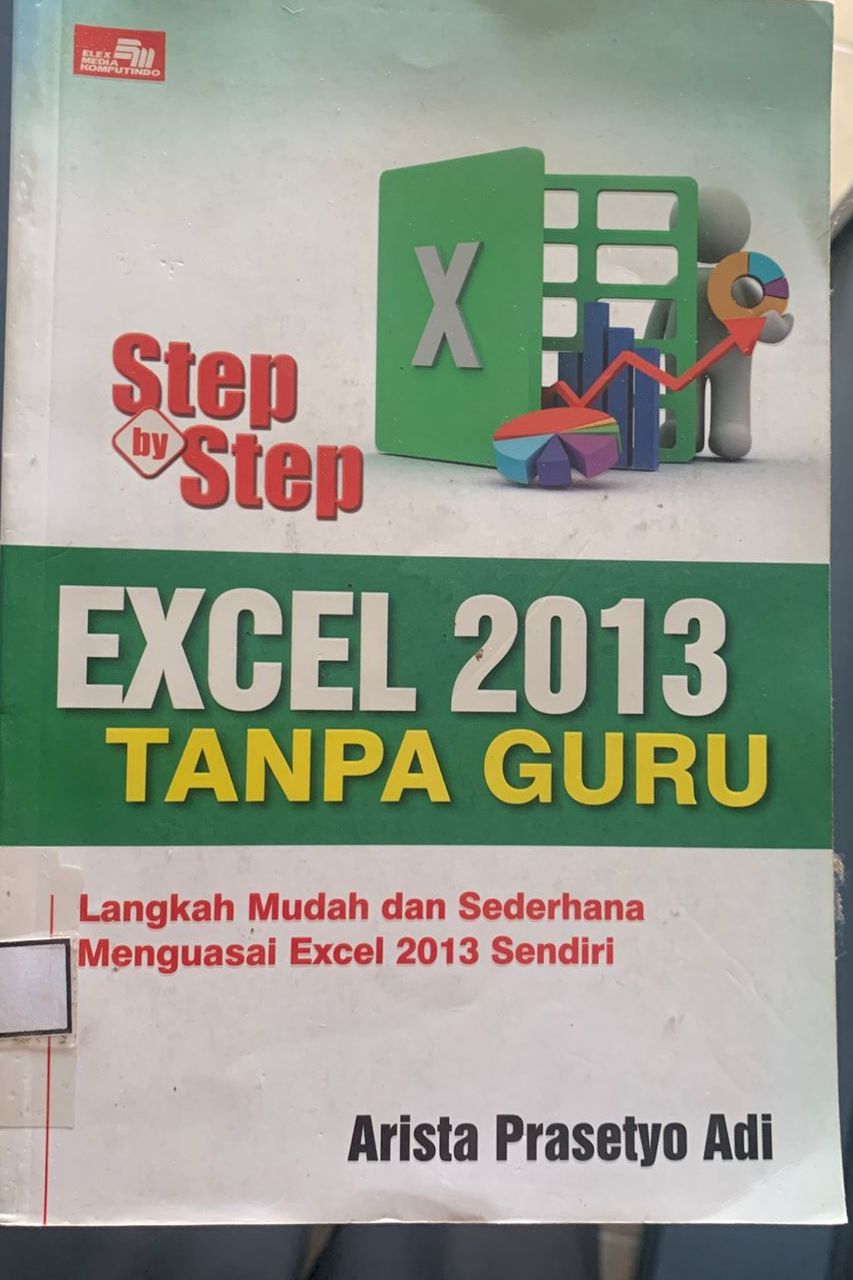 ELEX
MEDIA
KOMPUTINDO
X
Step
by
Step
EXCEL 2013
TANPA GURU
Langkah Mudah dan Sederhana
Menguasai Excel 2013 Sendiri
Arista Prasetyo Adi